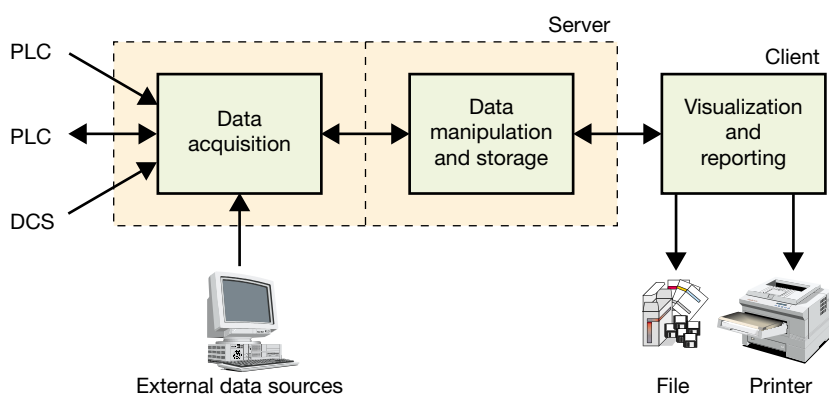 Server
PLC
Client
Data
acquisition
Data
manipulation
and storage
Visualization
and
reporting
PLC
DCS
External data sources
File
Printer